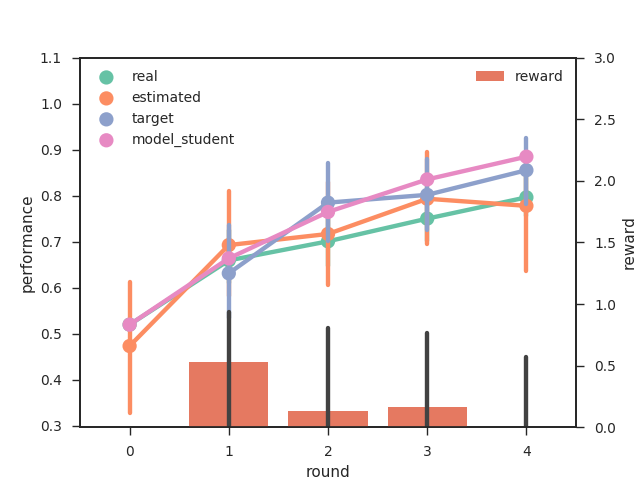 1.1
1.0
0.9
0.8
0.7
0.6
0.5
0.4
0.3
performance
real
estimated
target
model_student
reward
3.0
2.5
2.0
1.5
1.0
0.5
0.0
reward
0 1 2 3 4
round